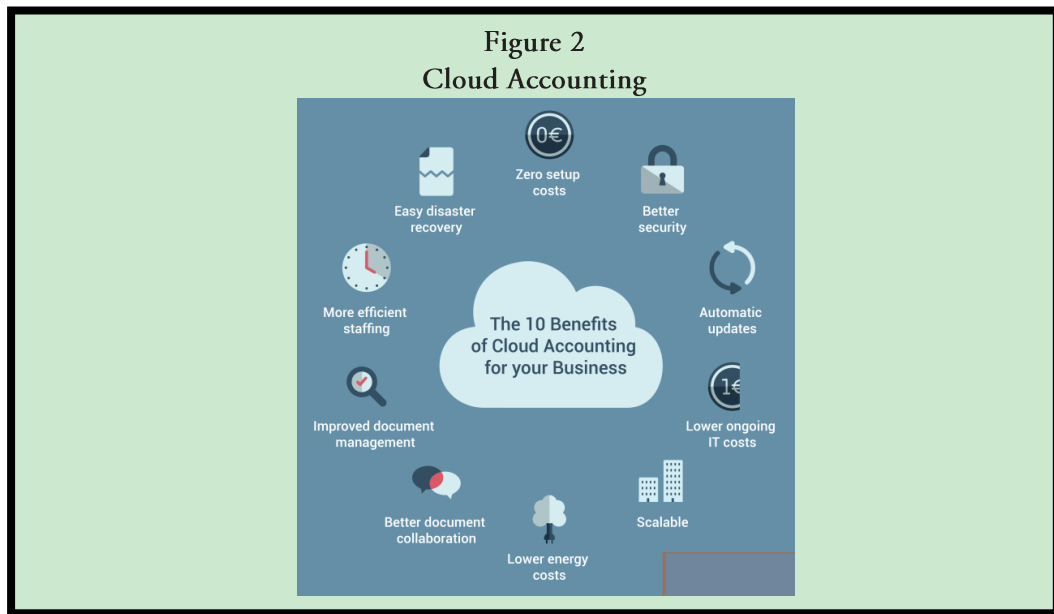 Figure 2
Cloud Accounting
0€
Zero setup
costs
Better
security
Automatic
updates
1€
Lower ongoing
IT costs
Scalable
Lower energy
costs
Better document
collaboration
Improved document
management
More efficient
staffing
Easy disaster
recovery
The 10 Benefits
of Cloud Accounting
for your Business